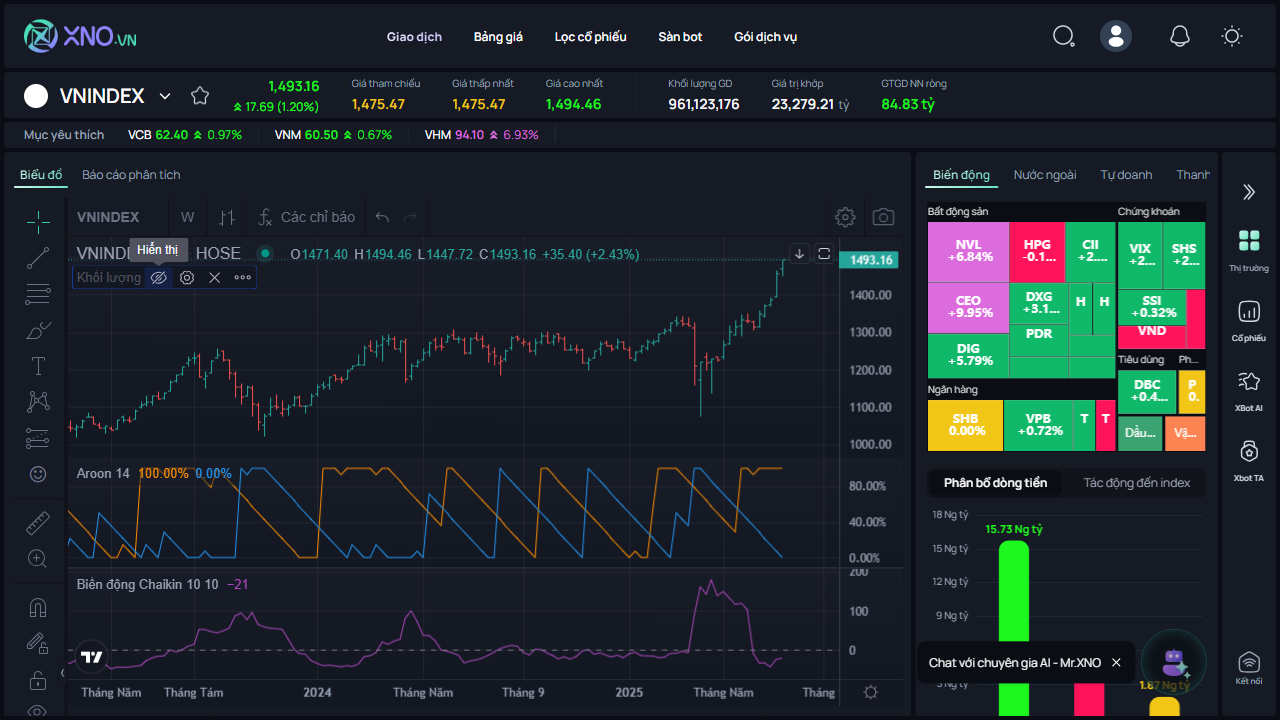 XNO.VN
Giao dịch
Bảng giá
Lọc cổ phiếu
Sàn bot
Gói dịch vụ
VNINDEX
1,493.16
17.69 (1.20%)
Giá tham chiếu
1,475.47
Giá thấp nhất
1,475.47
Giá cao nhất
1,494.46
Khối lượng GD
961,123,176
Giá trị khớp
23,279.21 tỷ
GTGD NN ròng
84.83 tỷ
Mục yêu thích
VCB 62.40 0.97%
VNM 60.50 0.67%
VHM 94.10 6.93%
Biểu đồ
Báo cáo phân tích
VNINDEX
W
Các chỉ báo
HOSE
O1471.40 H1494.46 L1447.72 C1493.16 +35.40 (+2.43%)
Hiển thị
Khối lượng
1493.16
1400.00
1300.00
1200.00
1100.00
1000.00
Aroon 14 100.00% 0.00%
80.00%
40.00%
0.00%
Biên động Chaikin 10 10 −21
200
100
0
Tháng Năm
Tháng Tám
2024
Tháng Năm
Tháng 9
2025
Tháng Năm
Tháng
Biến động
Nước ngoài
Tự doanh
Thanh
Bất động sản
NVL
+6.84%
HPG
-0.1...
CII
+2....
CEO
+9.95%
DXG
+3.1...
H
H
DIG
+5.79%
PDR
Chứng khoán
VIX
+2...
SHS
+2...
SSI
+0.32%
VND
Ngân hàng
SHB
0.00%
VPB
+0.72%
T
T
Tiêu dùng
DBC
+0.4...
Ph...
P
0.
Dầu...
Vậ...
Phân bổ dòng tiền
Tác động đến index
18 Ng tỷ
15 Ng tỷ
12 Ng tỷ
9 Ng tỷ
15.73 Ng tỷ
1.87 Ng tỷ
Chat với chuyên gia AI - Mr.XNO
Thị trường
Cổ phiếu
XBot AI
Xbot TA
Kết nối